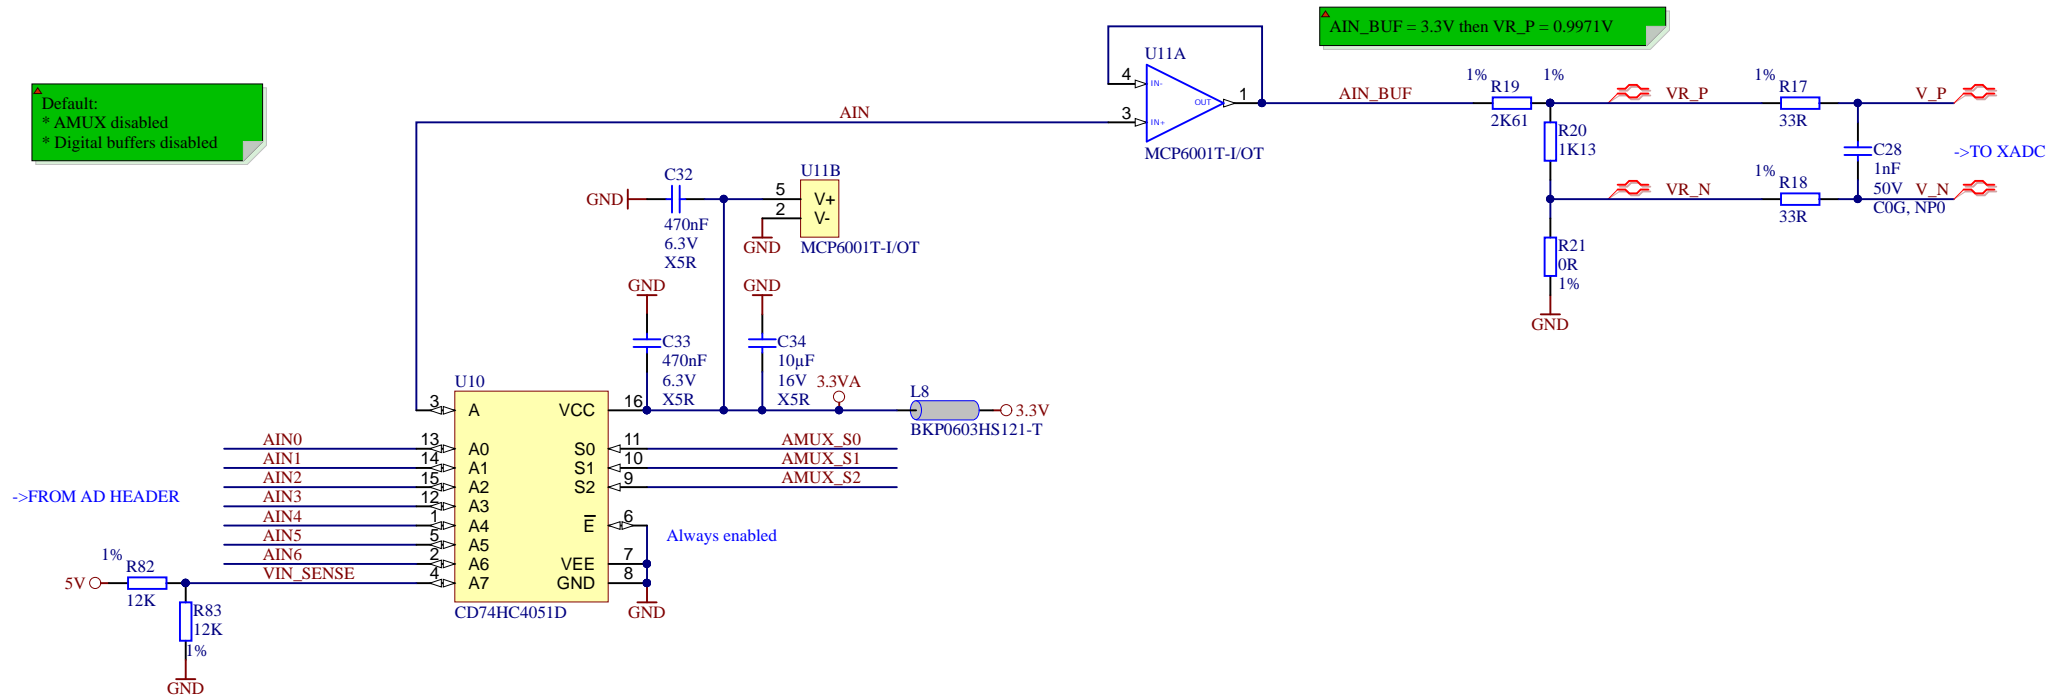 AIN_BUF = 3.3V then VR_P = 0.9971V
Default:
* AMUX disabled
* Digital buffers disabled
U11A
4
IN-
3
IN+
OUT
1
MCP6001T-I/OT
AIN
AIN_BUF
1%
R19
1%
2K61
VR_P
1%
R17
33R
V_P
R20
1K13
C28
1nF
50V
C0G, NP0
->TO XADC
VR_N
1%
R18
33R
V_N
R21
0R
1%
GND
C32
GND
470nF
6.3V
X5R
U11B
5
V+
2
V-
GND
MCP6001T-I/OT
GND
C33
470nF
6.3V
X5R
GND
C34
10µF
16V
X5R
3.3VA
L8
3.3V
BKP0603HS121-T
U10
3
A
VCC
16
AIN0
13
A0
S0
11
AMUX_S0
AIN1
14
A1
S1
10
AMUX_S1
AIN2
15
A2
S2
9
AMUX_S2
->FROM AD HEADER
AIN3
12
A3
AIN4
1
A4
E
6
Always enabled
AIN5
5
A5
AIN6
2
A6
VEE
7
VIN_SENSE
4
A7
GND
8
CD74HC4051D
GND
1%
R82
5V
12K
R83
12K
1%
GND